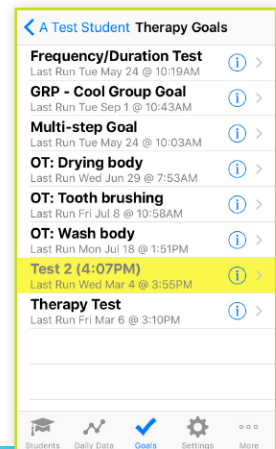 A Test Student Therapy Goals
Frequency/Duration Test
Last Run Tue May 24 @ 10:19AM
GRP - Cool Group Goal
Last Run Tue Sep 1 @ 10:43AM
Multi-step Goal
Last Run Tue May 24 @ 10:03AM
OT: Drying body
Last Run Wed Jun 29 @ 7:53AM
OT: Tooth brushing
Last Run Fri Jul 8 @ 10:58AM
OT: Wash body
Last Run Mon Jul 18 @ 1:51PM
Test 2 (4:07PM)
Last Run Wed Mar 4 @ 3:55PM
Therapy Test
Last Run Fri Mar 6 @ 3:10PM
Students Daily Data Goals Settings More